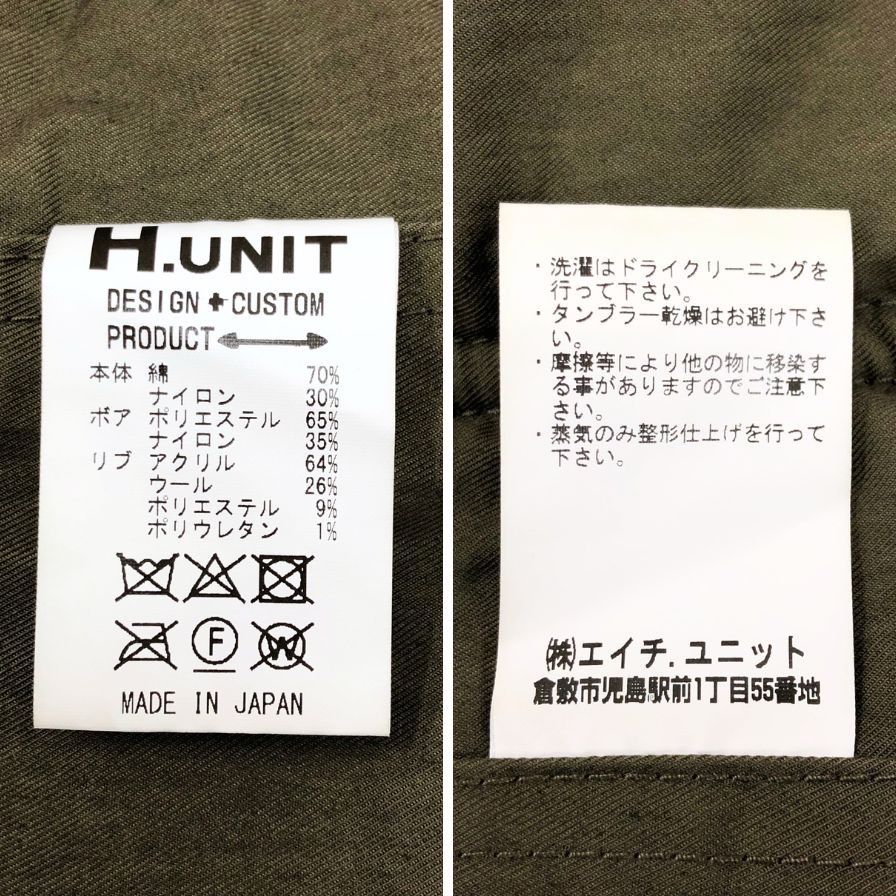 H.UNIT
DESIGN + CUSTOM
PRODUCT
本体 綿 70%
ナイロン 30%
ボア ポリエステル 65%
ナイロン 35%
リブ アクリル 64%
ウール 26%
ポリエステル 9%
ポリウレタン 1%
F
W
MADE IN JAPAN
・洗濯はドライクリーニングを
行って下さい。
・タンブラー乾燥はお避け下さ
い。
・摩擦等により他の物に移染す
る事がありますのでご注意下
さい。
・蒸気のみ整形仕上げを行って
下さい。
㈱エイチ.ユニット
倉敷市児島駅前1丁目55番地